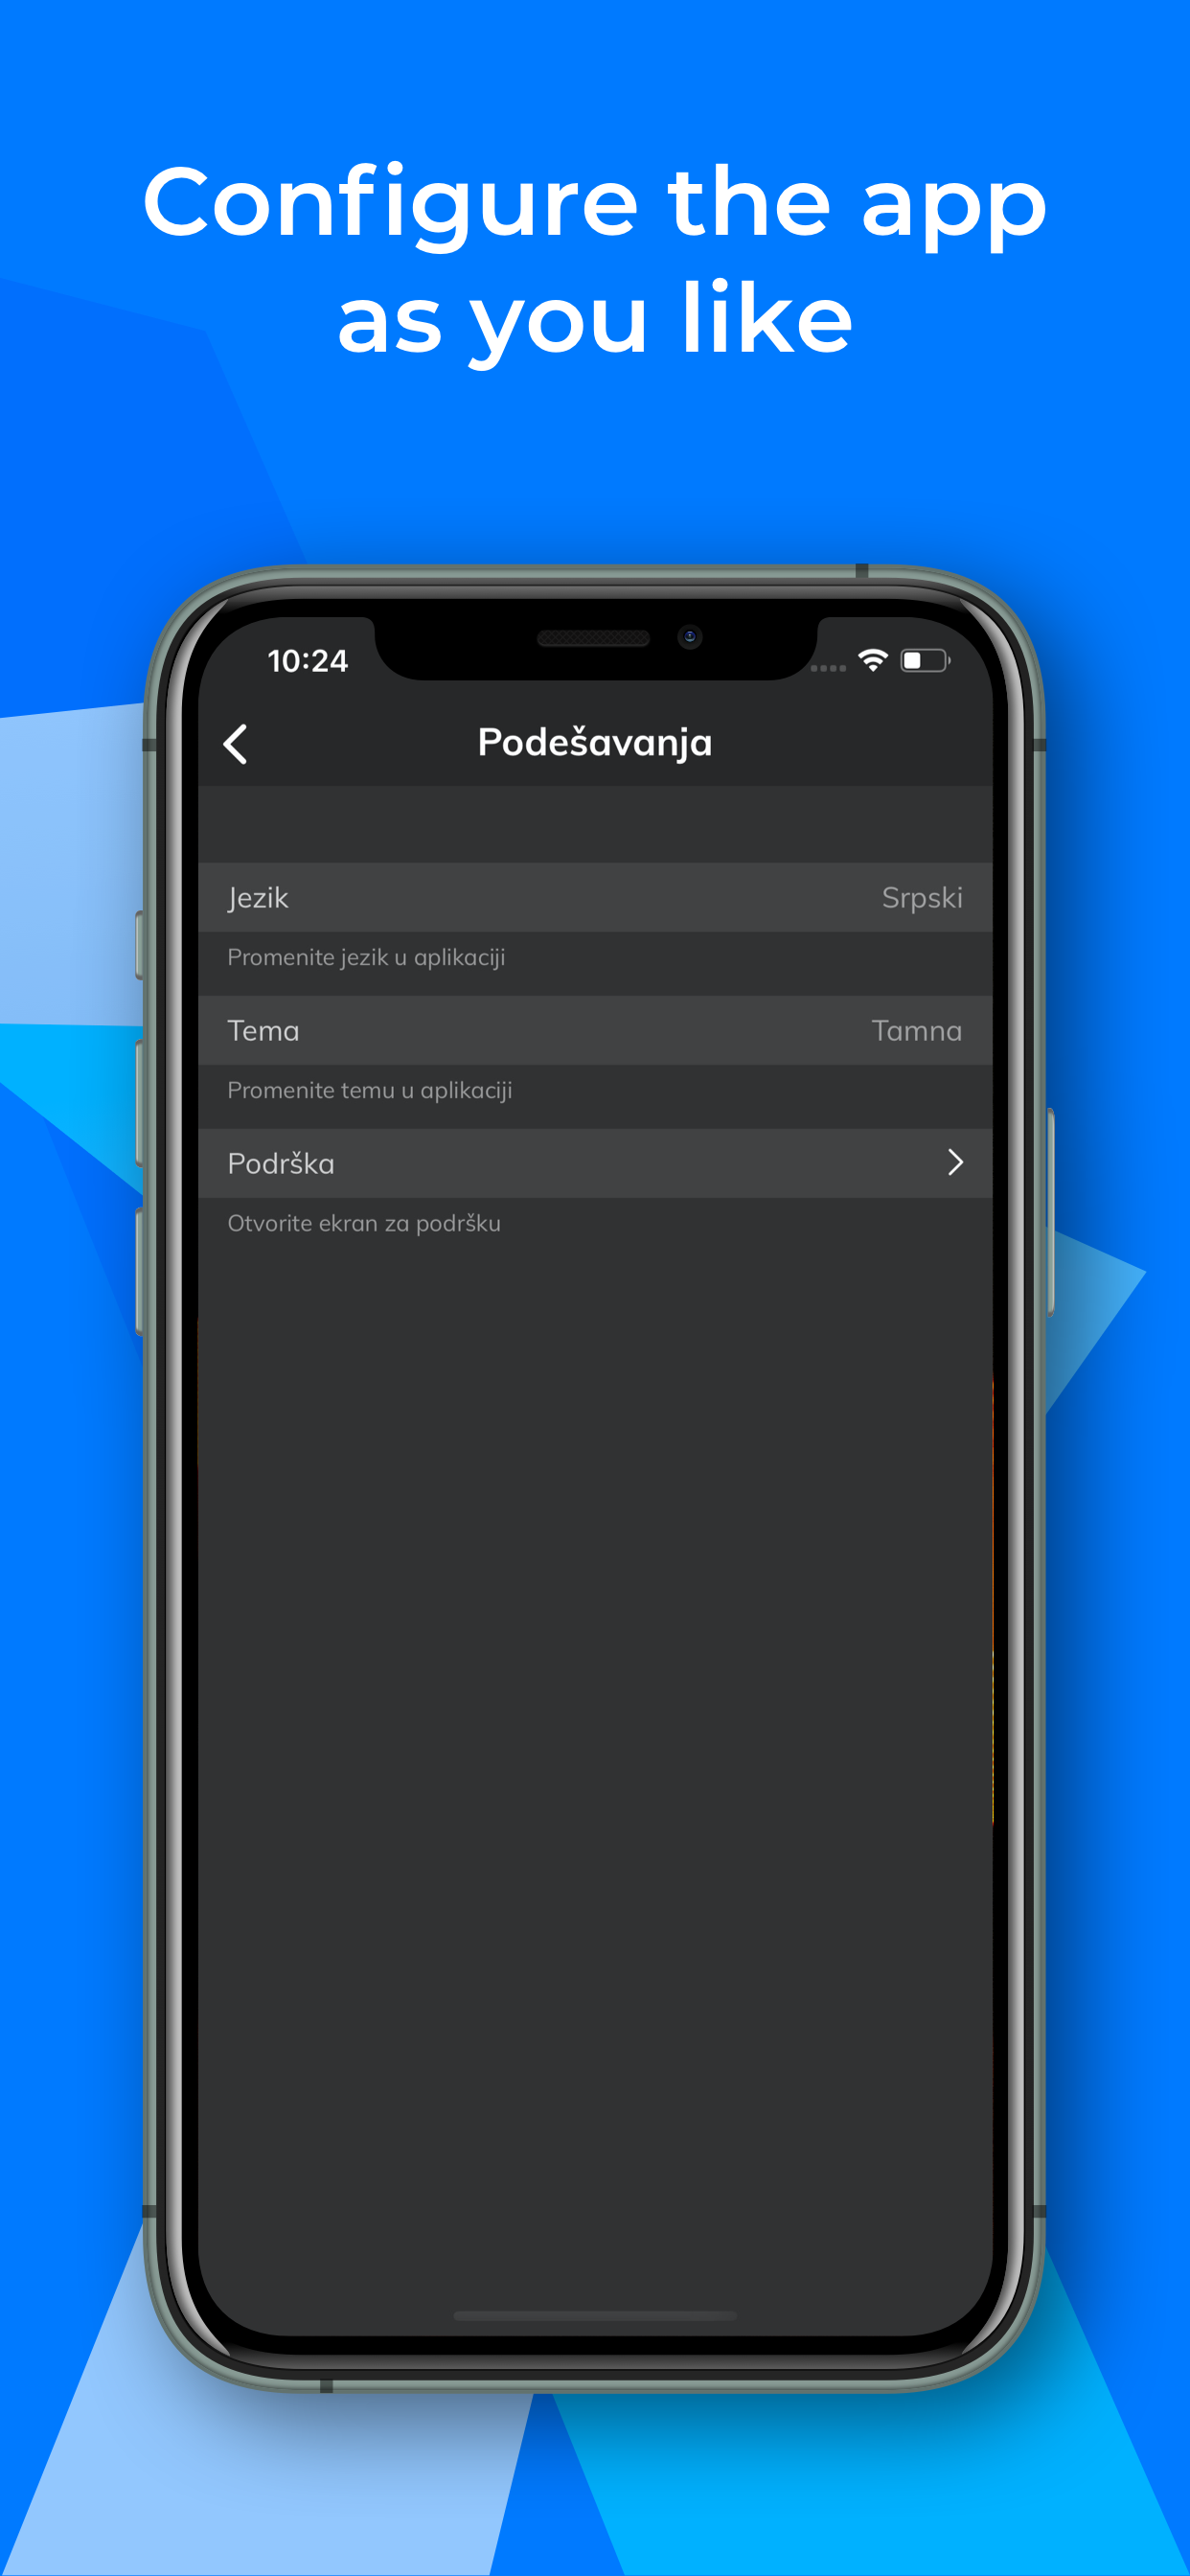 Configure the app
as you like
10:24
Podešavanja
Jezik Srpski
Promenite jezik u aplikaciji
Tema Tamna
Promenite temu u aplikaciji
Podrška
Otvorite ekran za podršku